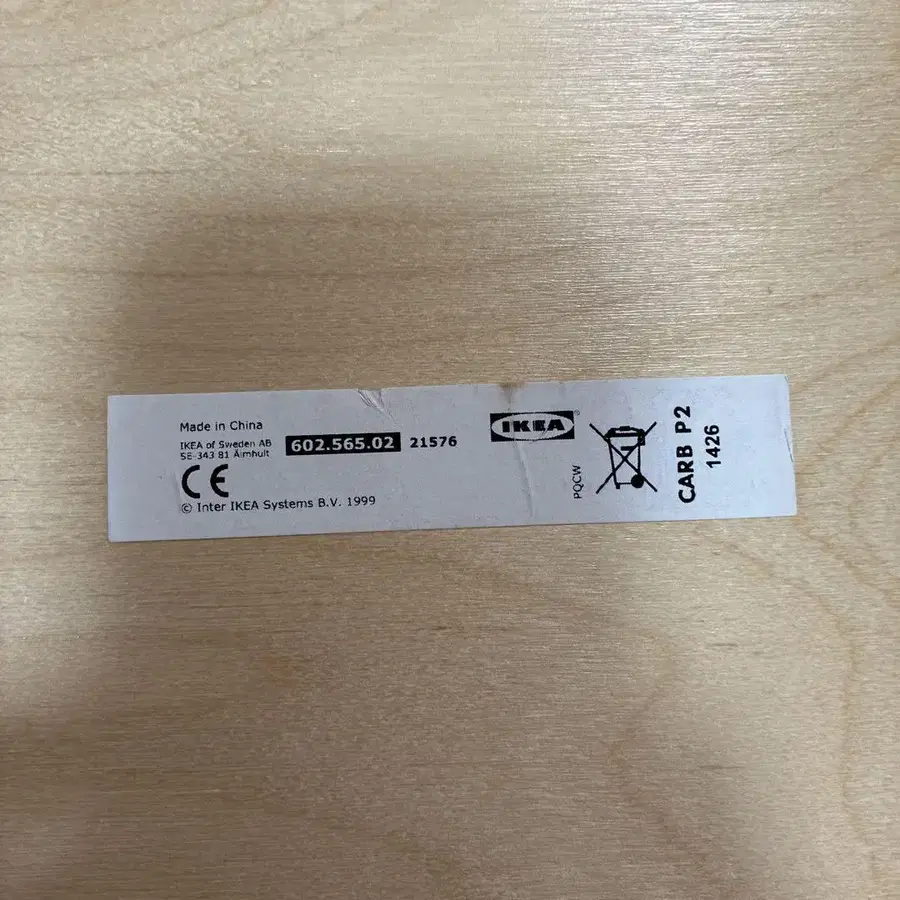 Made in China
IKEA of Sweden AB
SE-343 81 Älmhult
602.565.02 21576
CE
© Inter IKEA Systems B.V. 1999
IKEA
PQCW
CARB P2
1426